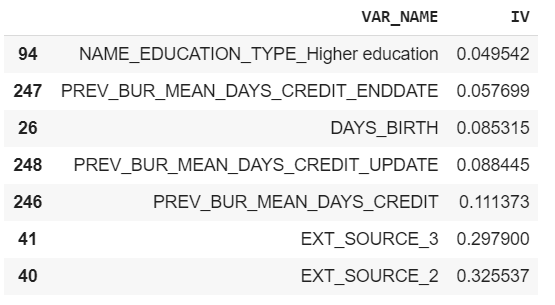 VAR_NAME IV
94 NAME_EDUCATION_TYPE_Higher education 0.049542
247 PREV_BUR_MEAN_DAYS_CREDIT_ENDDATE 0.057699
26 DAYS_BIRTH 0.085315
248 PREV_BUR_MEAN_DAYS_CREDIT_UPDATE 0.088445
246 PREV_BUR_MEAN_DAYS_CREDIT 0.111373
41 EXT_SOURCE_3 0.297900
40 EXT_SOURCE_2 0.325537